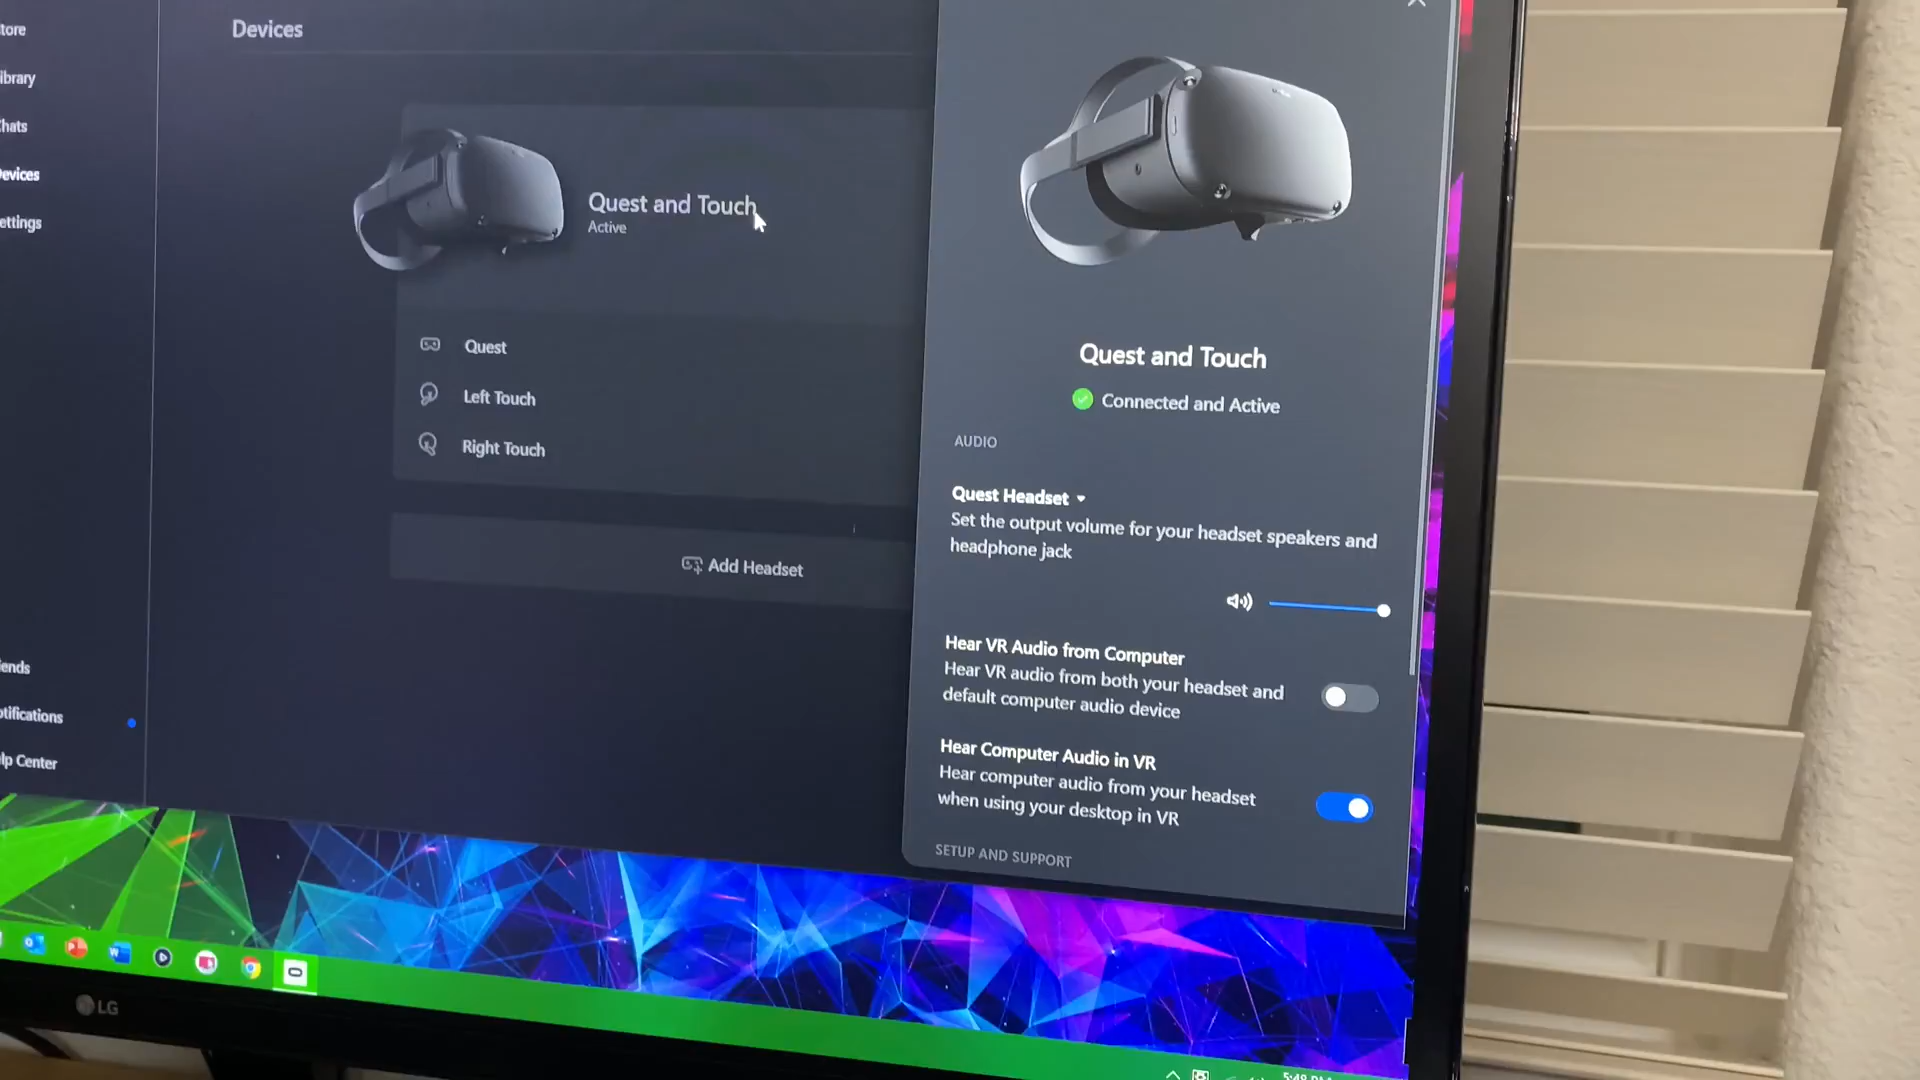 tore
ibrary
hats
evices
ettings
ends
otifications
lp Center
Devices
Quest and Touch
Active
Quest
Left Touch
Right Touch
Add Headset
Quest and Touch
Connected and Active
AUDIO
Quest Headset
Set the output volume for your headset speakers and
headphone jack
Hear VR Audio from Computer
Hear VR audio from both your headset and
default computer audio device
Hear Computer Audio in VR
Hear computer audio from your headset
when using your desktop in VR
SETUP AND SUPPORT
LG
5:48 PM